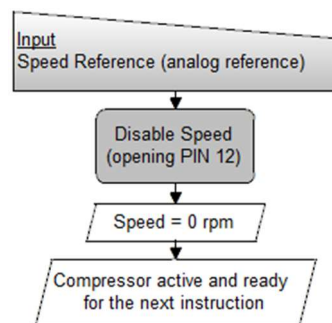 Input
Speed Reference (analog reference)
Disable Speed
(opening PIN 12)
Speed = 0 rpm
Compressor active and ready
for the next instruction